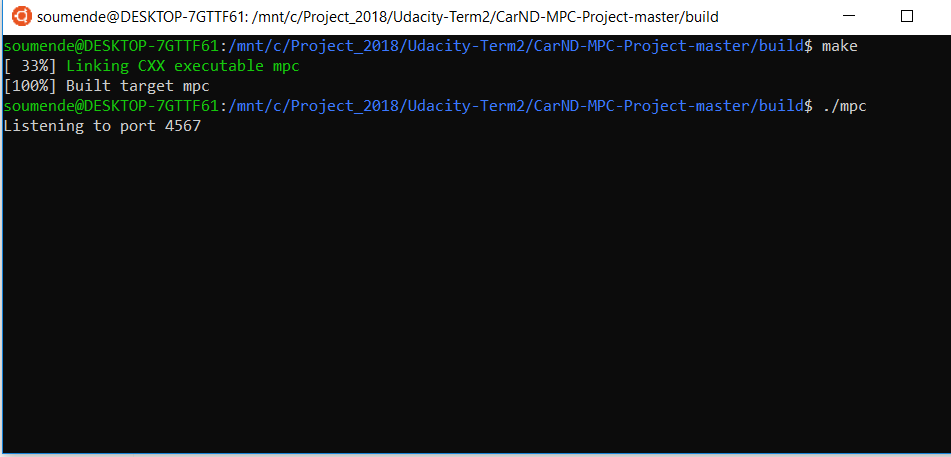 soumende@DESKTOP-7GTTF61: /mnt/c/Project_2018/Udacity-Term2/CarND-MPC-Project-master/build
soumende@DESKTOP-7GTTF61:/mnt/c/Project_2018/Udacity-Term2/CarND-MPC-Project-master/build$ make
[ 33%] Linking CXX executable mpc
[100%] Built target mpc
soumende@DESKTOP-7GTTF61:/mnt/c/Project_2018/Udacity-Term2/CarND-MPC-Project-master/build$ ./mpc
Listening to port 4567